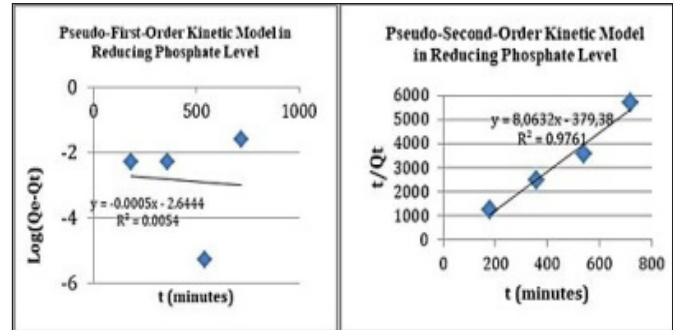 Pseudo-First-Order Kinetic Model in
Reducing Phosphate Level
0
0
500
1000
-2
-4
-6
y = -0.0005x - 2.6444
R² = 0.0054
Log(Qe-Qt)
t (minutes)
Pseudo-Second-Order Kinetic Model
in Reducing Phosphate Level
6000
5000
4000
3000
2000
1000
0
y = 8,0632x - 379,38
R² = 0.9761
t/Qt
0
200
400
600
800
t (minutes)